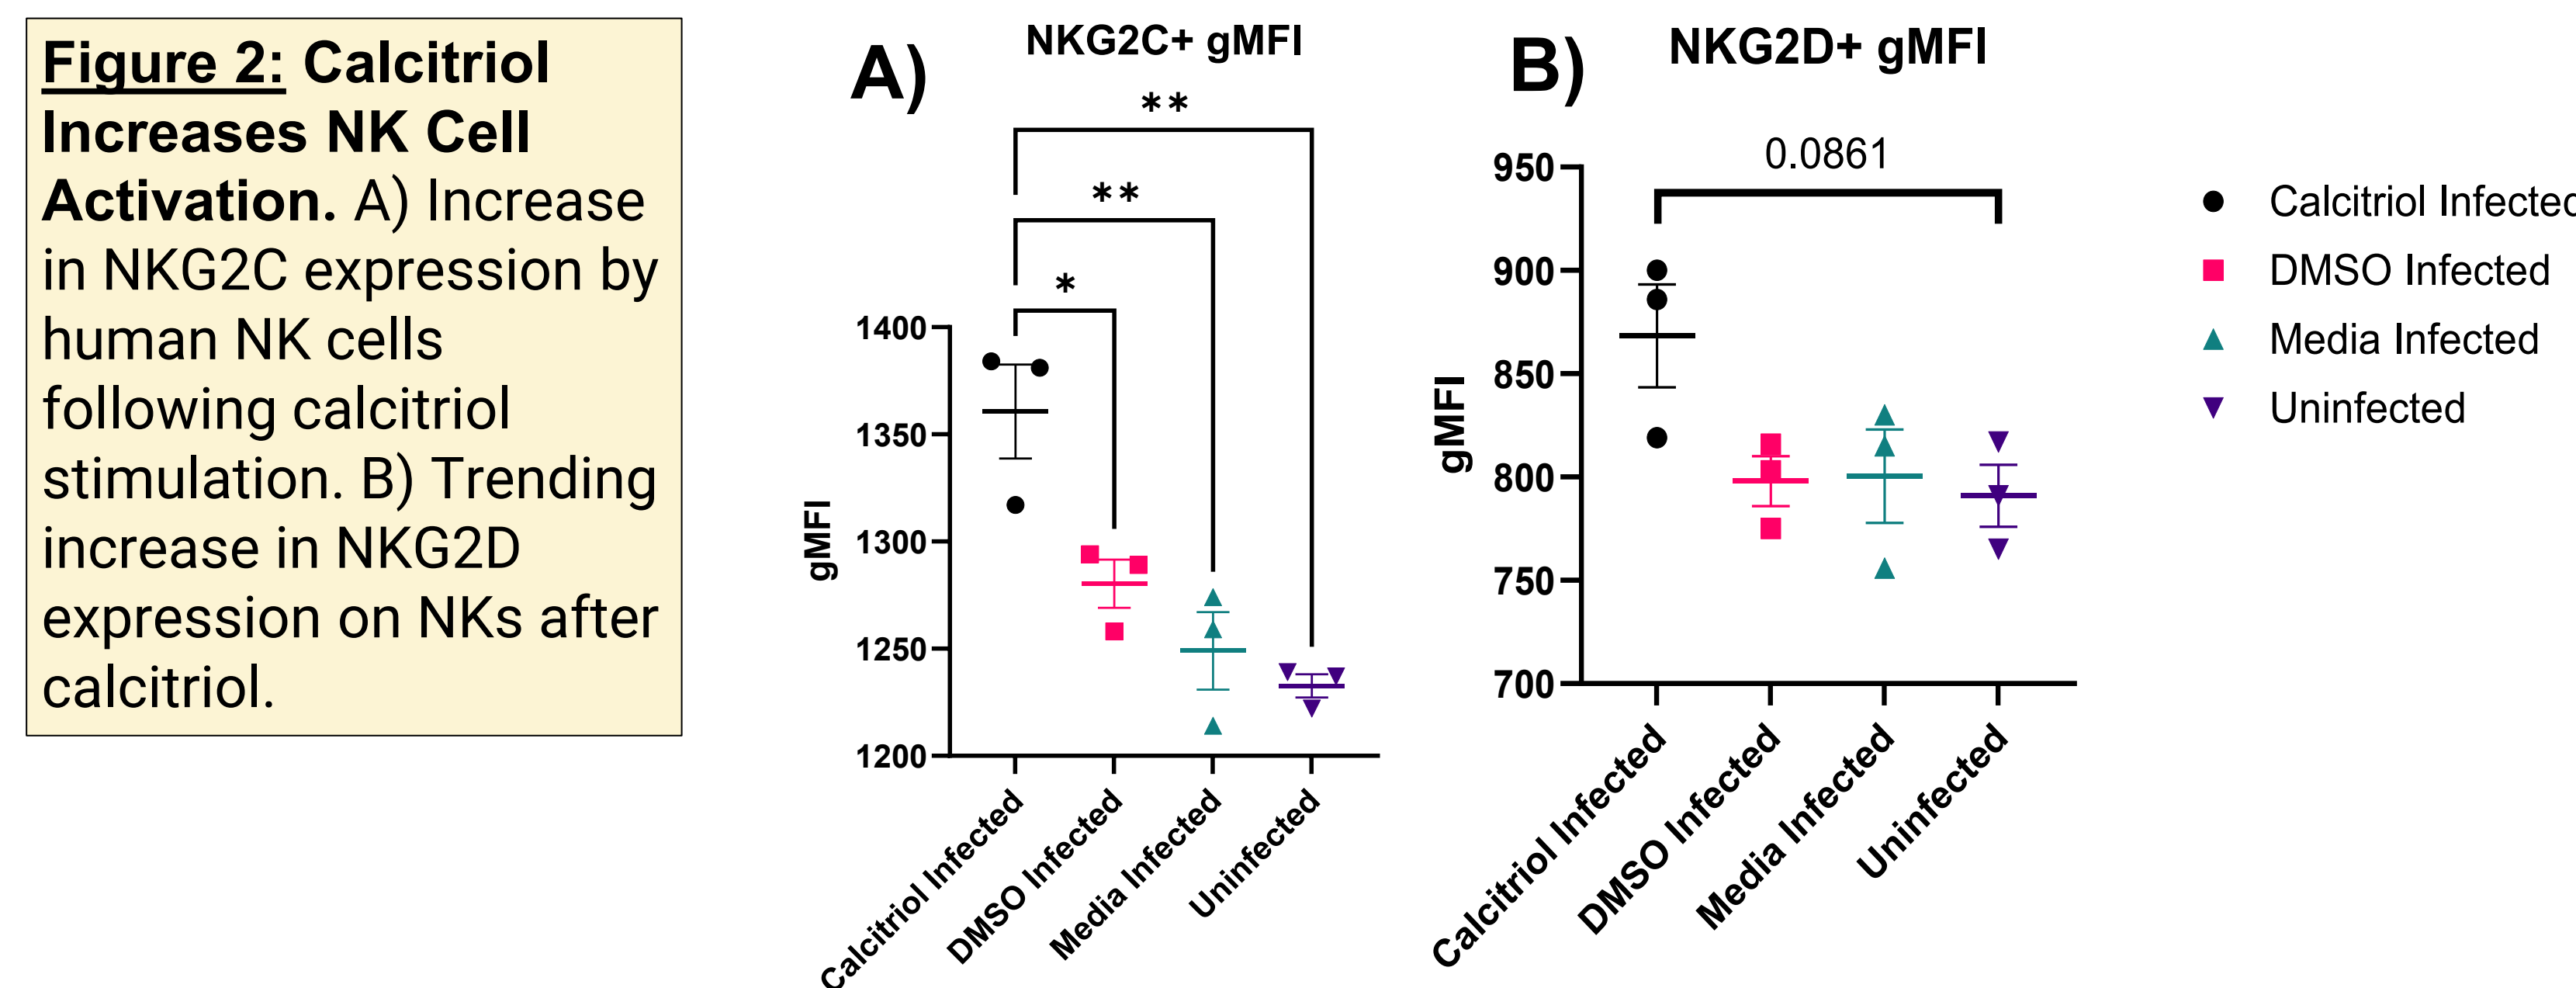 Figure 2: Calcitriol
Increases NK Cell
Activation. A) Increase
in NKG2C expression by
human NK cells
following calcitriol
stimulation. B) Trending
increase in NKG2D
expression on NKs after
calcitriol.
A)
NKG2C+ gMFI
**
**
*
gMFI
1400
1350
1300
1250
1200
Calcitriol Infected
DMSO Infected
Media Infected
Uninfected
B)
NKG2D+ gMFI
0.0861
gMFI
950
900
850
800
750
700
Calcitriol Infected
DMSO Infected
Media Infected
Uninfected
Calcitriol Infected
DMSO Infected
Media Infected
Uninfected